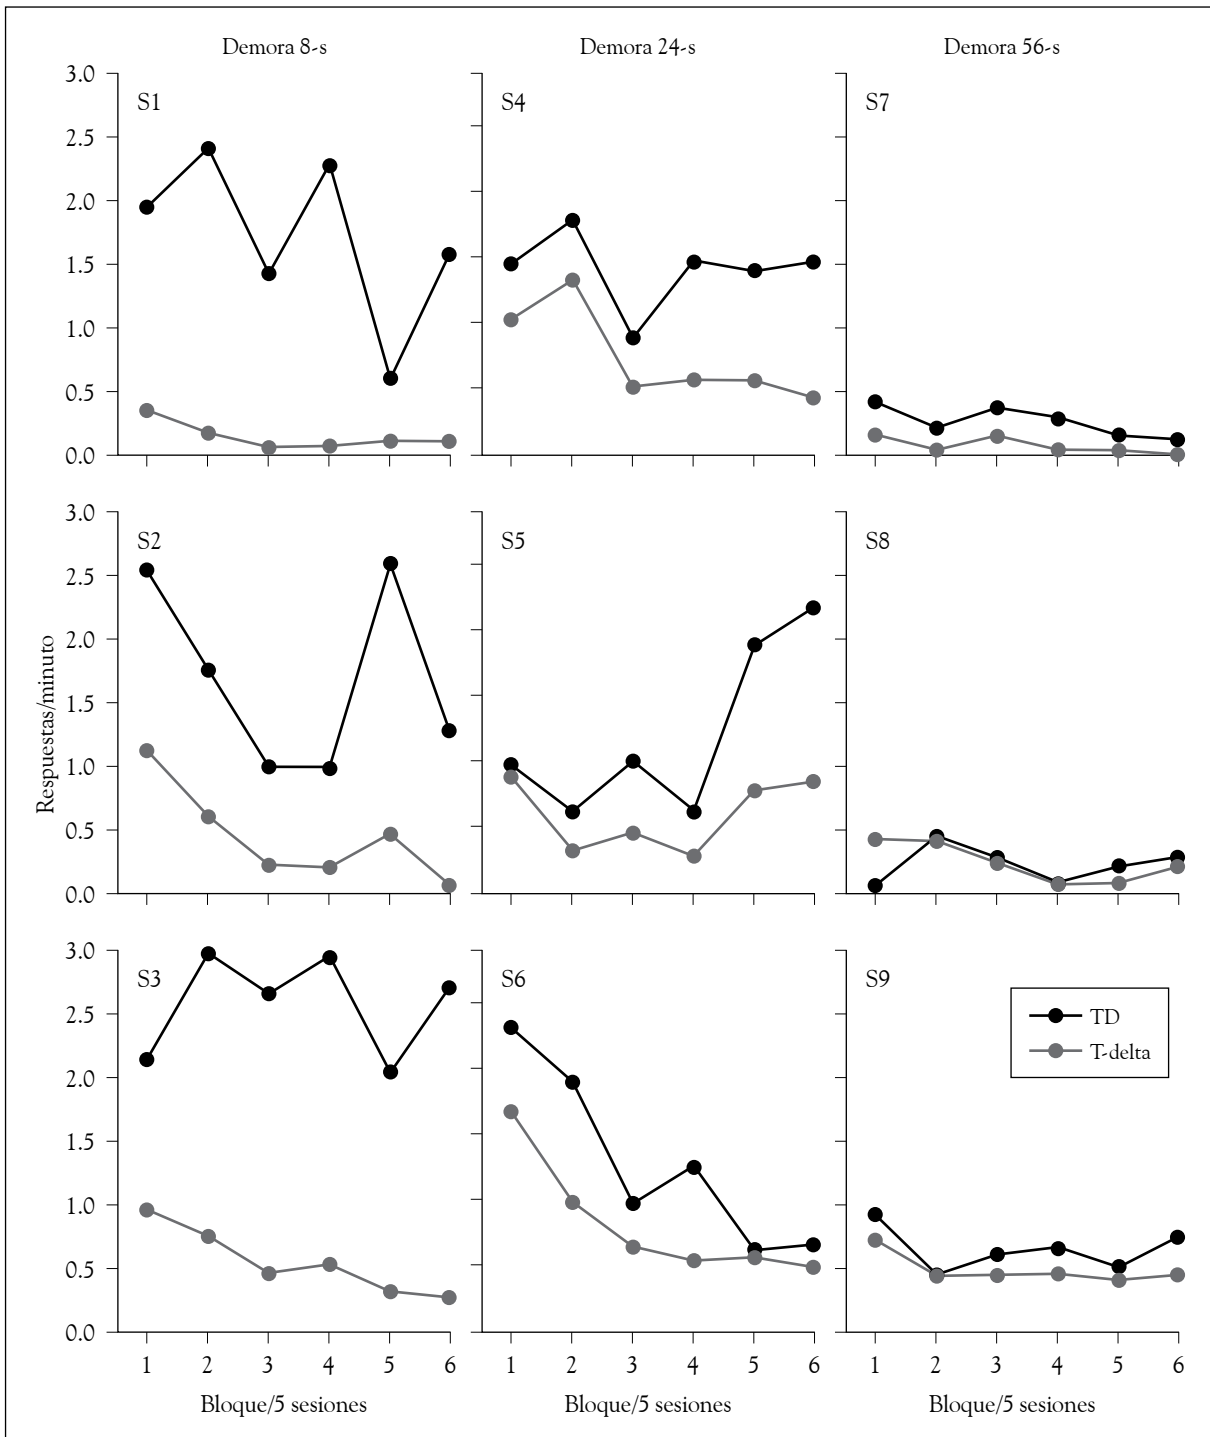 Demora 8-s Demora 24-s Demora 56-s
3.0
S1 S4 S7
2.5
2.0
1.5
1.0
0.5
0.0
3.0
S2 S5 S8
2.5
2.0
1.5
1.0
0.5
0.0
Respuestas/minuto
3.0
S3 S6 S9
2.5
TD
T-delta
2.0
1.5
1.0
0.5
0.0
1 2 3 4 5 6 1 2 3 4 5 6 1 2 3 4 5 6
Bloque/5 sesiones Bloque/5 sesiones Bloque/5 sesiones